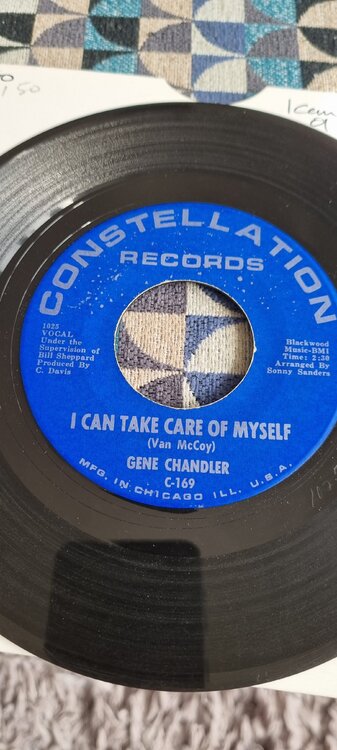 150
CONSTELLATION
RECORDS
1025
VOCAL
Under the
Supervision of
Bill Sheppard
Produced By
C. Davis
Blackwood
Music-BMI
Time: 2:30
Arranged By
Sonny Sanders
I CAN TAKE CARE OF MYSELF
(Van McCoy)
GENE CHANDLER
C-169
MFG. IN CHICAGO ILL. U.S.A.